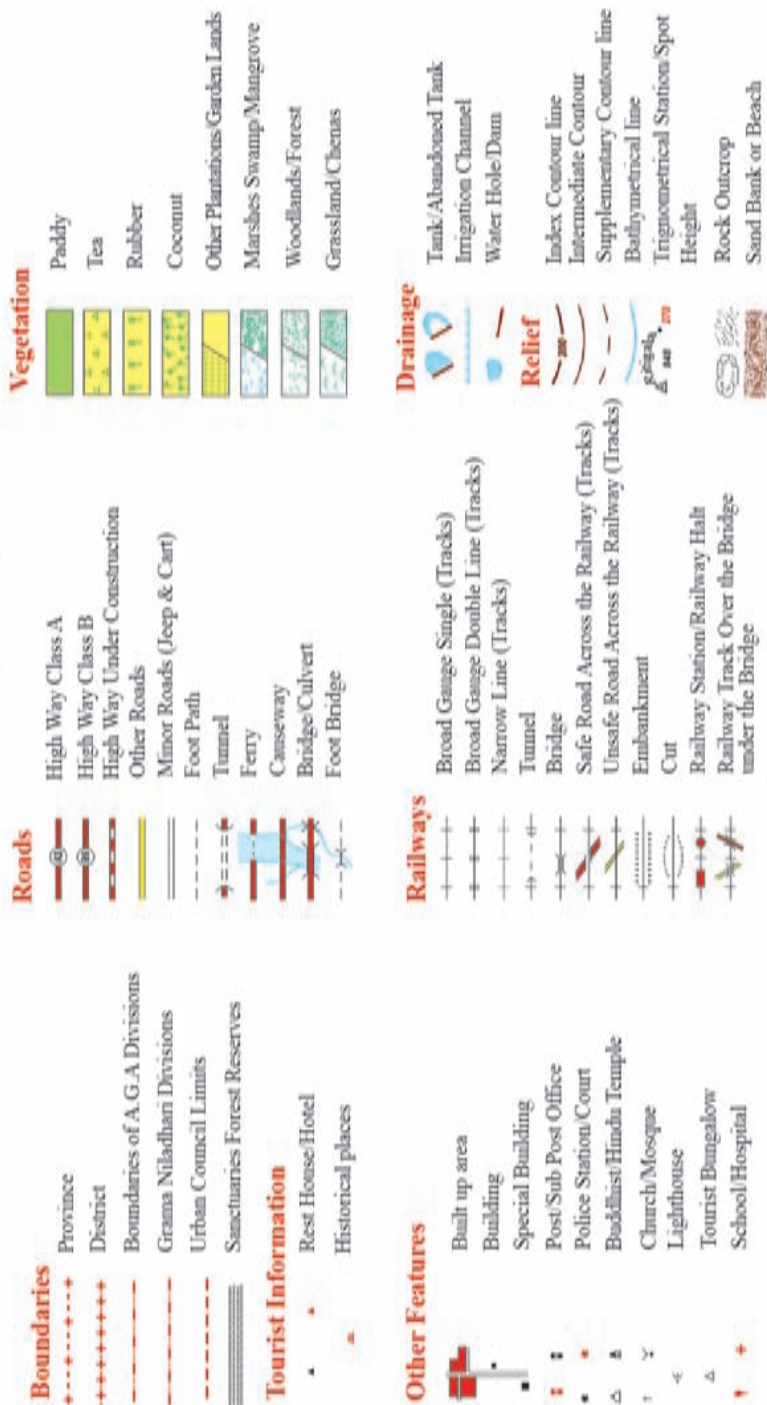 Boundaries
Province
District
Boundaries of A.G.A Divisions
Grama Niladhari Divisions
Urban Council Limits
Sanctuaries Forest Reserves
Tourist Information
Rest House/Hotel
Historical places
Roads
High Way Class A
High Way Class B
High Way Under Construction
Other Roads
Minor Roads (Jeep & Cart)
Foot Path
Tunnel
Ferry
Causeway
Bridge/Culvert
Foot Bridge
Vegetation
Paddy
Tea
Rubber
Coconut
Other Plantations/Garden Lands
Marshes Swamp/Mangrove
Woodlands/Forest
Grassland/Chenas
Other Features
Built up area
Building
Special Building
Post/Sub Post Office
Police Station/Court
Buddhist/Hindu Temple
Church/Mosque
Lighthouse
Tourist Bungalow
School/Hospital
Railways
Broad Gauge Single (Tracks)
Broad Gauge Double Line (Tracks)
Narrow Line (Tracks)
Tunnel
Bridge
Safe Road Across the Railway (Tracks)
Unsafe Road Across the Railway (Tracks)
Embankment
Cut
Railway Station/Railway Halt
Railway Track Over the Bridge
under the Bridge
Drainage
Tank/Abandoned Tank
Irrigation Channel
Water Hole/Dam
Relief
Index Contour line
Intermediate Contour
Supplementary Contour line
Bathymetrical line
Trignometrical Station/Spot
Height
Rock Outcrop
Sand Bank or Beach